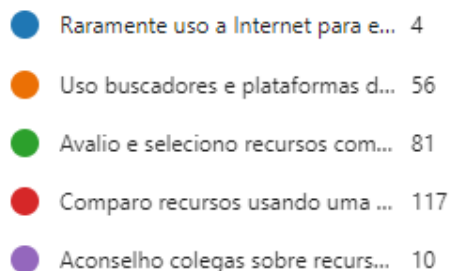 Raramente uso a Internet para e... 4
Uso buscadores e plataformas d... 56
Avalio e seleciono recursos com... 81
Comparo recursos usando uma ... 117
Aconselho colegas sobre recurs... 10